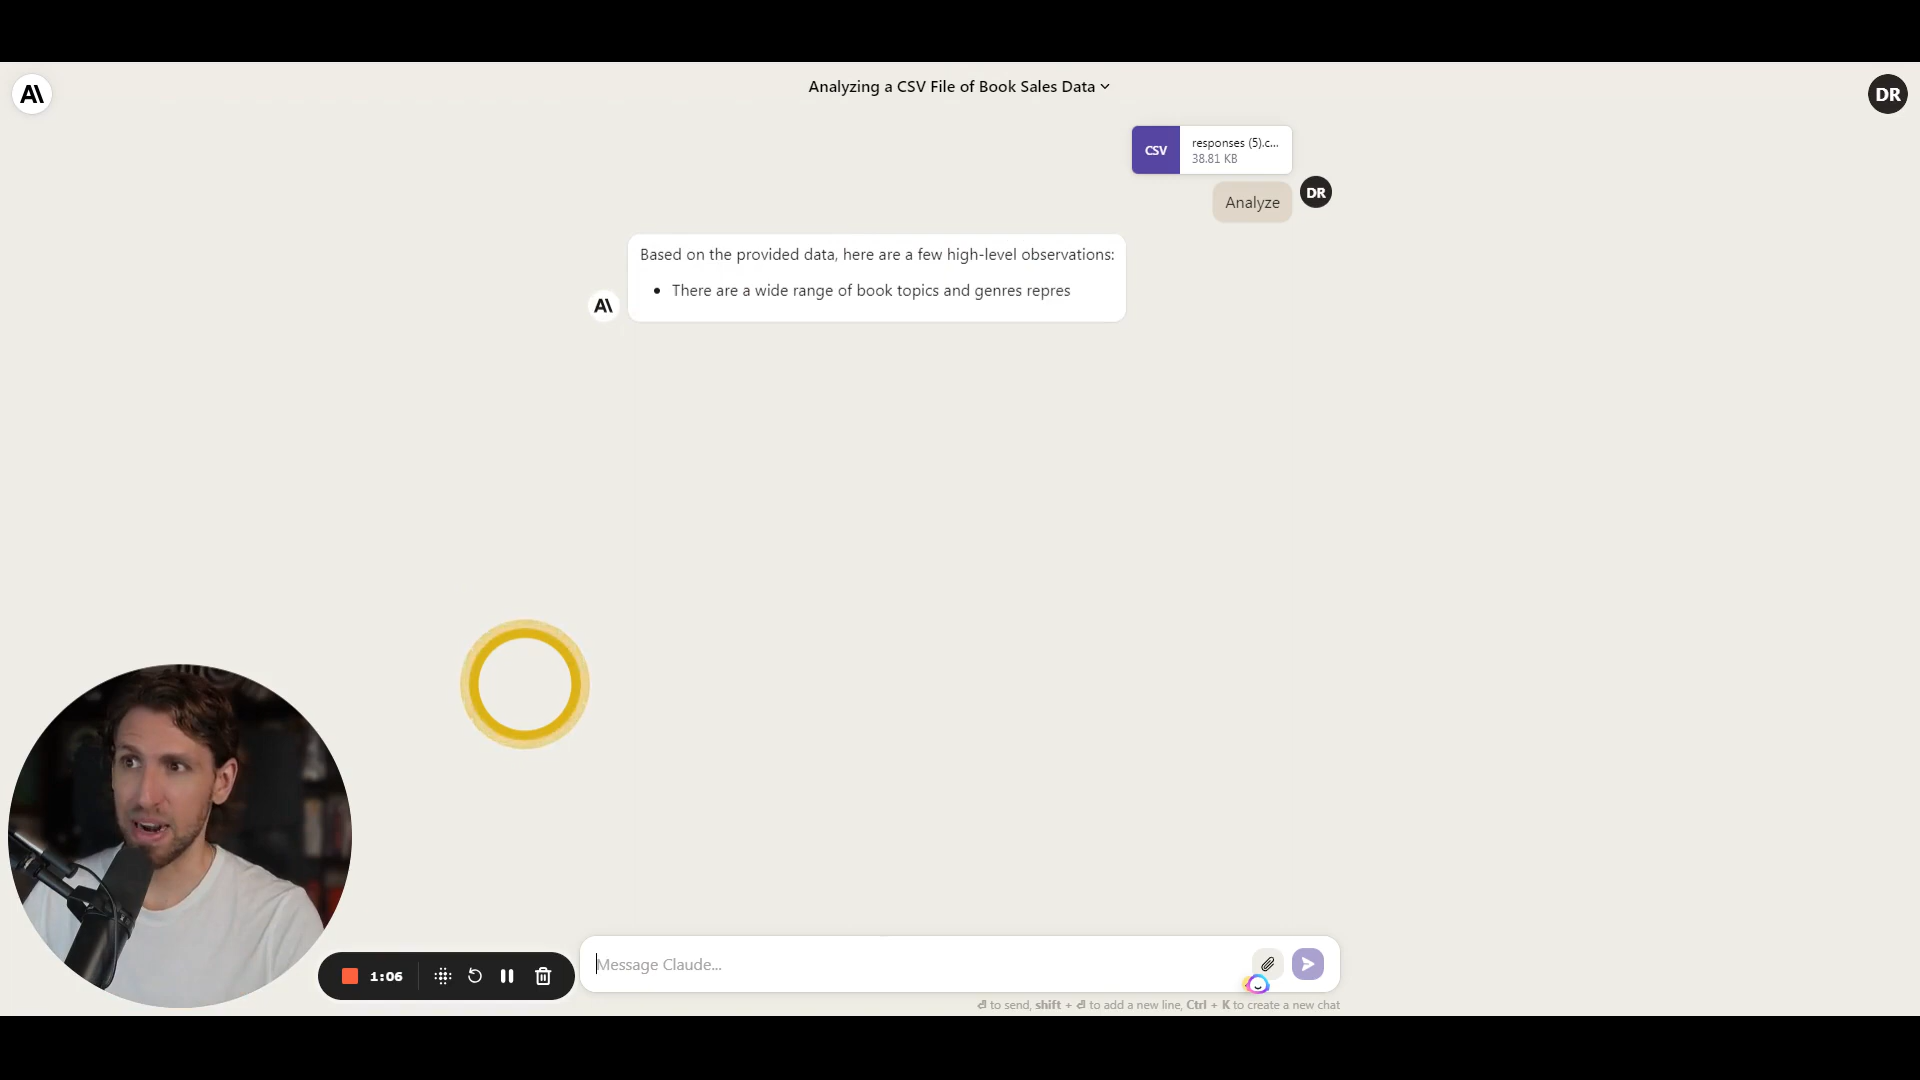 A\
Analyzing a CSV File of Book Sales Data
DR
CSV
responses (5).c...
38.81 KB
Analyze
DR
Based on the provided data, here are a few high-level observations:
• There are a wide range of book topics and genres repres
A\
1:06
Message Claude...
⏎ to send, shift + ⏎ to add a new line, Ctrl + K to create a new chat